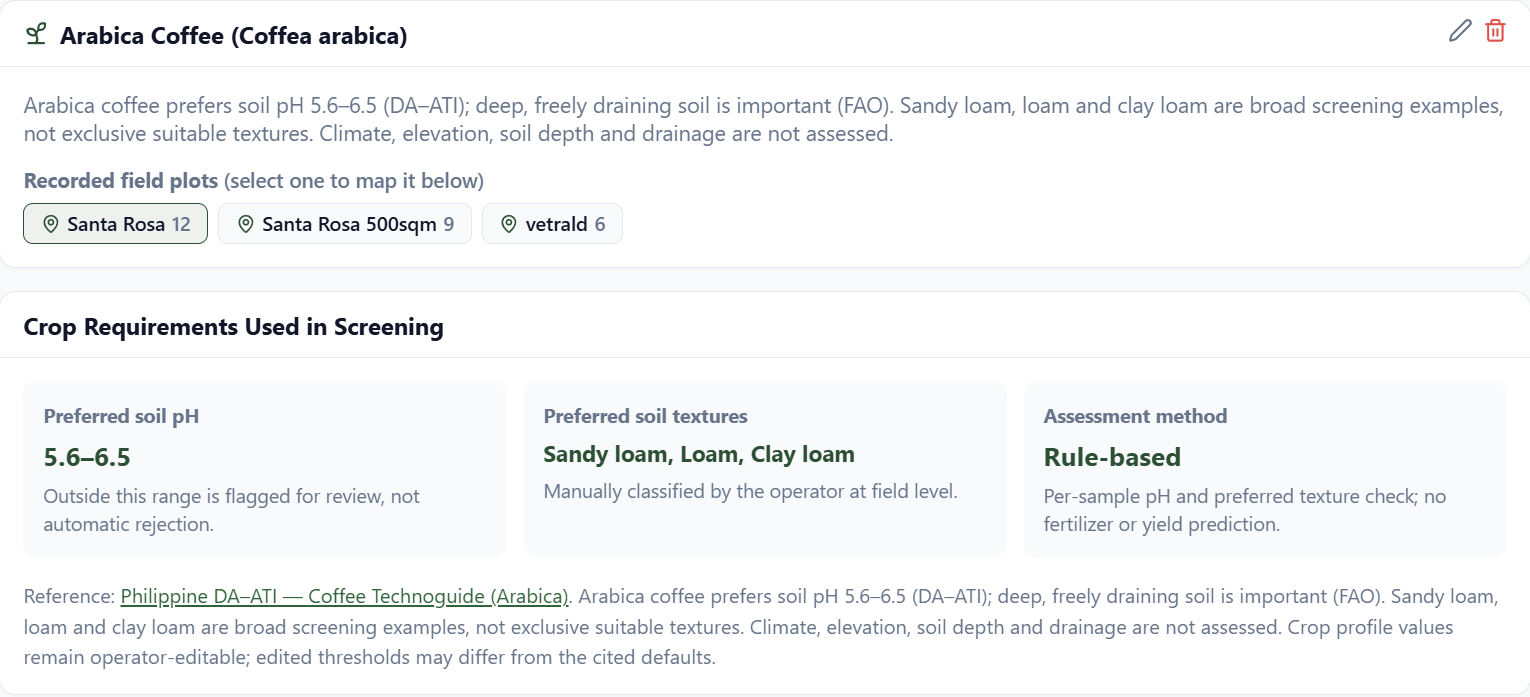 Arabica Coffee (Coffea arabica)
Arabica coffee prefers soil pH 5.6–6.5 (DA–ATI); deep, freely draining soil is important (FAO). Sandy loam, loam and clay loam are broad screening examples,
not exclusive suitable textures. Climate, elevation, soil depth and drainage are not assessed.
Recorded field plots (select one to map it below)
Santa Rosa 12 Santa Rosa 500sqm 9 vetrald 6
Crop Requirements Used in Screening
Preferred soil pH
5.6–6.5
Outside this range is flagged for review, not
automatic rejection.
Preferred soil textures
Sandy loam, Loam, Clay loam
Manually classified by the operator at field level.
Assessment method
Rule-based
Per-sample pH and preferred texture check; no
fertilizer or yield prediction.
Reference: Philippine DA–ATI — Coffee Technoguide (Arabica). Arabica coffee prefers soil pH 5.6–6.5 (DA–ATI); deep, freely draining soil is important (FAO). Sandy loam,
loam and clay loam are broad screening examples, not exclusive suitable textures. Climate, elevation, soil depth and drainage are not assessed. Crop profile values
remain operator-editable; edited thresholds may differ from the cited defaults.